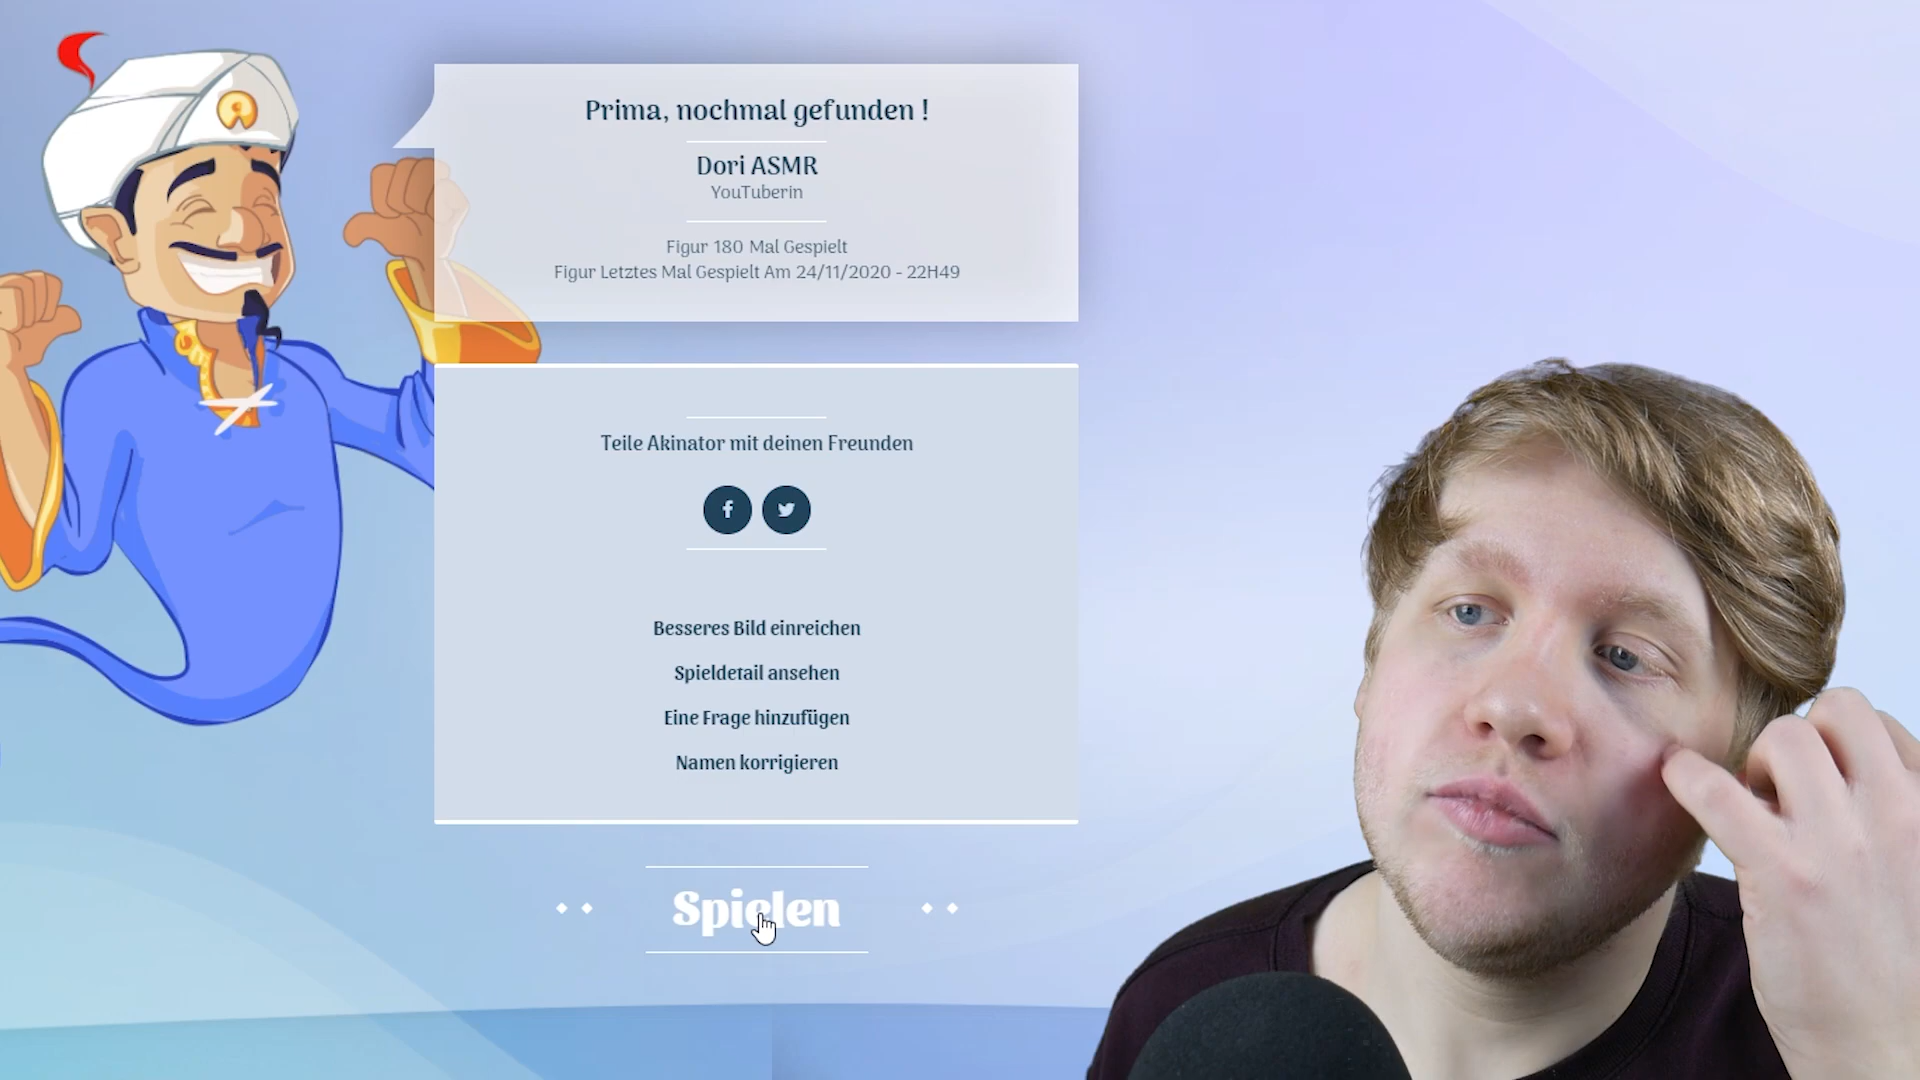 Prima, nochmal gefunden !
Dori ASMR
YouTuberin
Figur 180 Mal Gespielt
Figur Letztes Mal Gespielt Am 24/11/2020 - 22H49
Teile Akinator mit deinen Freunden
Besseres Bild einreichen
Spieldetail ansehen
Eine Frage hinzufügen
Namen korrigieren
Spielen